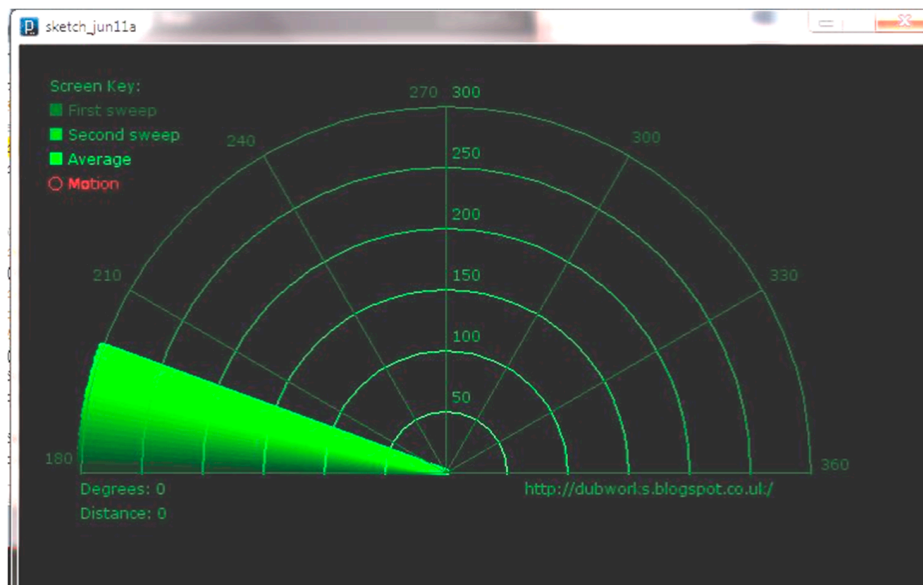 sketch_jun11a
Screen Key:
First sweep
Second sweep
Average
Motion
270 300
240
300
250
200
210
330
150
100
50
180
360
Degrees: 0
Distance: 0
http://dubworks.blogspot.co.uk/